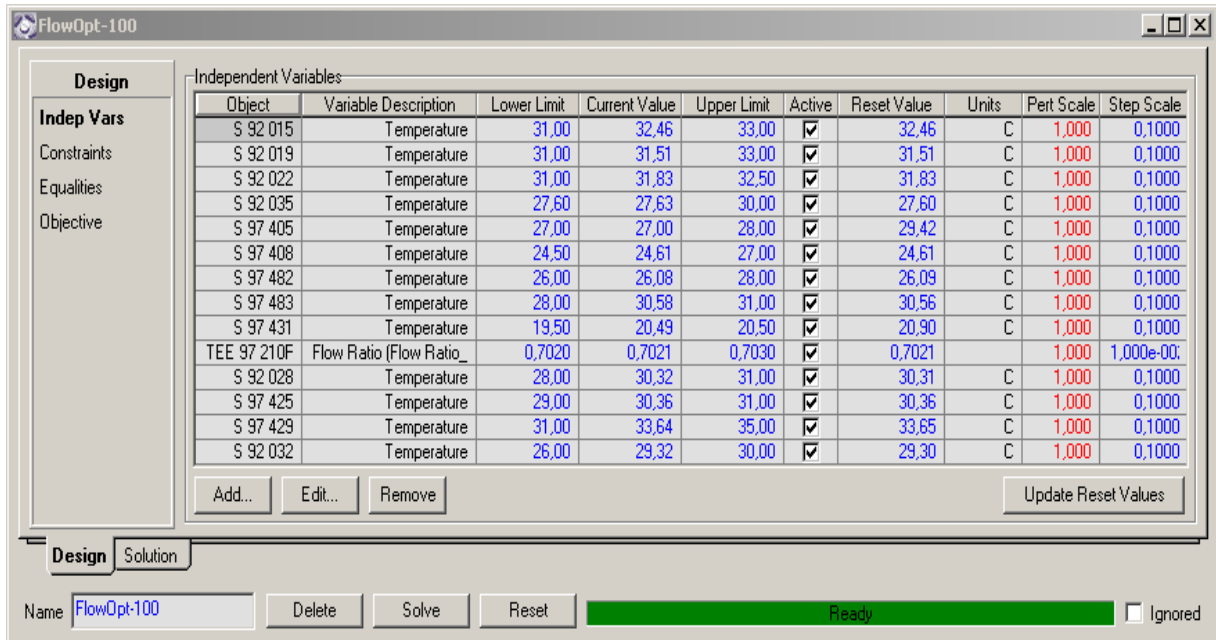 FlowOpt-100
Design
Indep Vars
Constraints
Equalities
Objective
Independent Variables
Object Variable Description Lower Limit Current Value Upper Limit Active Reset Value Units Pert Scale Step Scale
S 92 015 Temperature 31,00 32,46 33,00 32,46 C 1,000 0,1000
S 92 019 Temperature 31,00 31,51 33,00 31,51 C 1,000 0,1000
S 92 022 Temperature 31,00 31,83 32,50 31,83 C 1,000 0,1000
S 92 035 Temperature 27,60 27,63 30,00 27,60 C 1,000 0,1000
S 97 405 Temperature 27,00 27,00 28,00 29,42 C 1,000 0,1000
S 97 408 Temperature 24,50 24,61 27,00 24,61 C 1,000 0,1000
S 97 482 Temperature 26,00 26,08 28,00 26,09 C 1,000 0,1000
S 97 483 Temperature 28,00 30,58 31,00 30,56 C 1,000 0,1000
S 97 431 Temperature 19,50 20,49 20,50 20,90 C 1,000 0,1000
TEE 97 210F Flow Ratio (Flow Ratio_ 0,7020 0,7021 0,7030 0,7021 1,000 1,000e-00
S 92 028 Temperature 28,00 30,32 31,00 30,31 C 1,000 0,1000
S 97 425 Temperature 29,00 30,36 31,00 30,36 C 1,000 0,1000
S 97 429 Temperature 31,00 33,64 35,00 33,65 C 1,000 0,1000
S 92 032 Temperature 26,00 29,32 30,00 29,30 C 1,000 0,1000
Add... Edit... Remove Update Reset Values
Design Solution
Name FlowOpt-100 Delete Solve Reset Ready Ignored